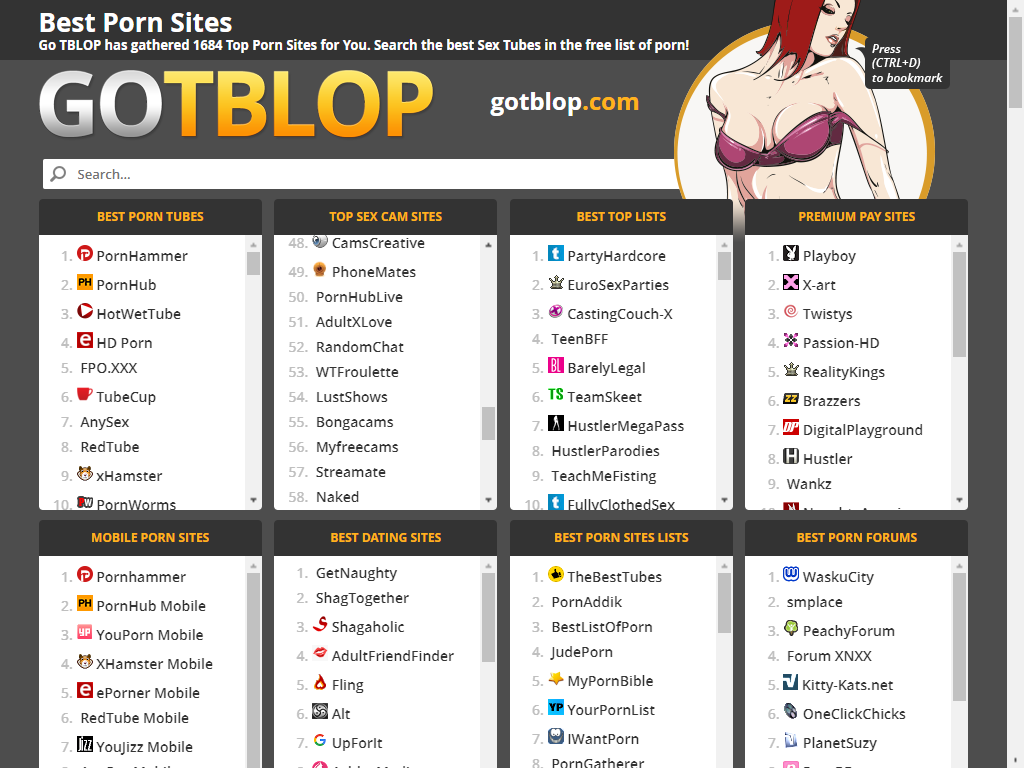 Best Porn Sites
Go TBLOP has gathered 1684 Top Porn Sites for You. Search the best Sex Tubes in the free list of porn!
Press
(CTRL+D)
to bookmark
GOTBLOP
gotblop.com
Search...
BEST PORN TUBES
1. PornHammer
2. PornHub
3. HotWetTube
4. HD Porn
5. FPO.XXX
6. TubeCup
7. AnySex
8. RedTube
9. xHamster
10. PornWorms
TOP SEX CAM SITES
48. CamsCreative
49. PhoneMates
50. PornHubLive
51. AdultXLove
52. RandomChat
53. WTFroulette
54. LustShows
55. Bongacams
56. Myfreecams
57. Streamate
58. Naked
BEST TOP LISTS
1. PartyHardcore
2. EuroSexParties
3. CastingCouch-X
4. TeenBFF
5. BarelyLegal
6. TeamSkeet
7. HustlerMegaPass
8. HustlerParodies
9. TeachMeFisting
10. FullyClothedSex
PREMIUM PAY SITES
1. Playboy
2. X-art
3. Twistys
4. Passion-HD
5. RealityKings
6. Brazzers
7. DigitalPlayground
8. Hustler
9. Wankz
MOBILE PORN SITES
1. Pornhammer
2. PornHub Mobile
3. YouPorn Mobile
4. XHamster Mobile
5. ePorner Mobile
6. RedTube Mobile
7. YouJizz Mobile
BEST DATING SITES
1. GetNaughty
2. ShagTogether
3. Shagaholic
4. AdultFriendFinder
5. Fling
6. Alt
7. UpForIt
BEST PORN SITES LISTS
1. TheBestTubes
2. PornAddik
3. BestListOfPorn
4. JudePorn
5. MyPornBible
6. YourPornList
7. IWantPorn
8. PornGatherer
BEST PORN FORUMS
1. WaskuCity
2. smplace
3. PeachyForum
4. Forum XNXX
5. Kitty-Kats.net
6. OneClickChicks
7. PlanetSuzy